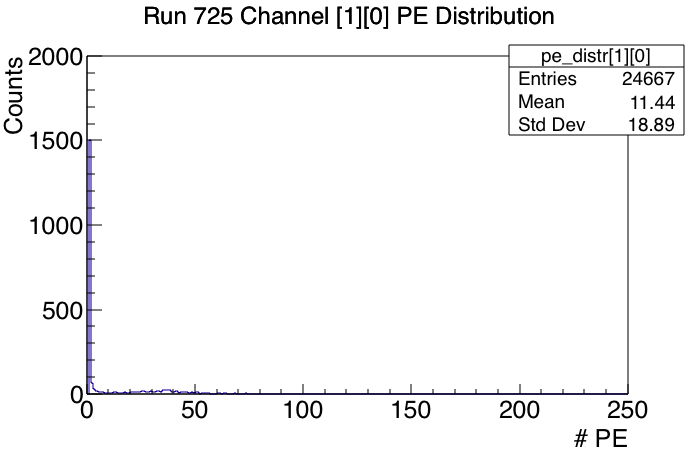 Run 725 Channel [1][0] PE Distribution
pe_distr[1][0]
Entries 24667
Mean 11.44
Std Dev 18.89
Counts
2000
1500
1000
500
0
0 50 100 150 200 250
# PE